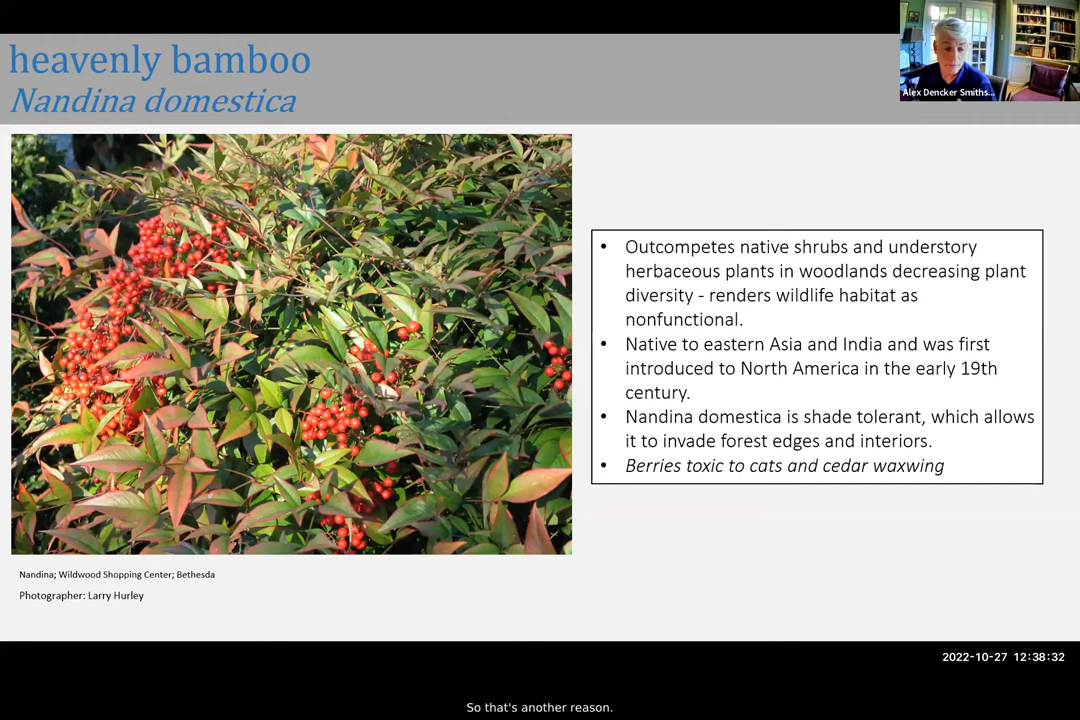 heavenly bamboo
Nandina domestica
Alex Dencker Smiths...
• Outcompetes native shrubs and understory
herbaceous plants in woodlands decreasing plant
diversity - renders wildlife habitat as
nonfunctional.
• Native to eastern Asia and India and was first
introduced to North America in the early 19th
century.
• Nandina domestica is shade tolerant, which allows
it to invade forest edges and interiors.
• Berries toxic to cats and cedar waxwing
Nandina; Wildwood Shopping Center; Bethesda
Photographer: Larry Hurley
2022-10-27 12:38:32
So that's another reason.